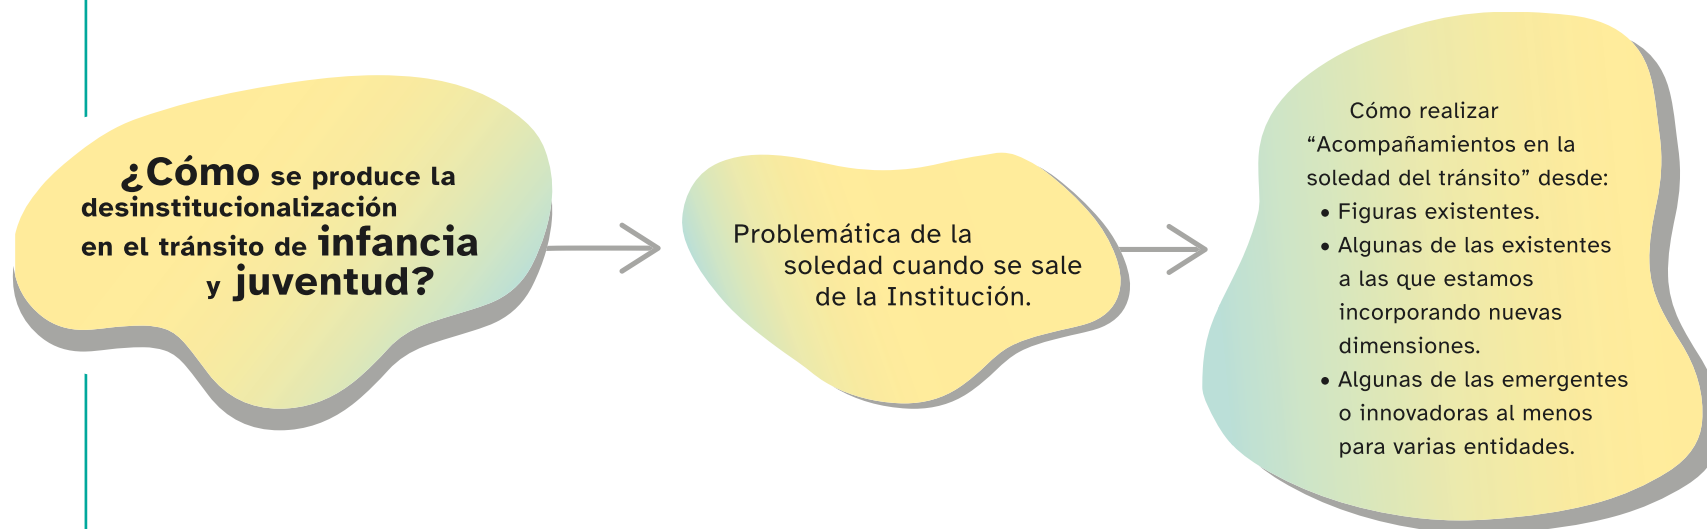 ¿Cómo se produce la
desinstitucionalización
en el tránsito de infancia
y juventud?
Problemática de la
soledad cuando se sale
de la Institución.
Cómo realizar
“Acompañamientos en la
soledad del tránsito” desde:
• Figuras existentes.
• Algunas de las existentes
a las que estamos
incorporando nuevas
dimensiones.
• Algunas de las emergentes
o innovadoras al menos
para varias entidades.